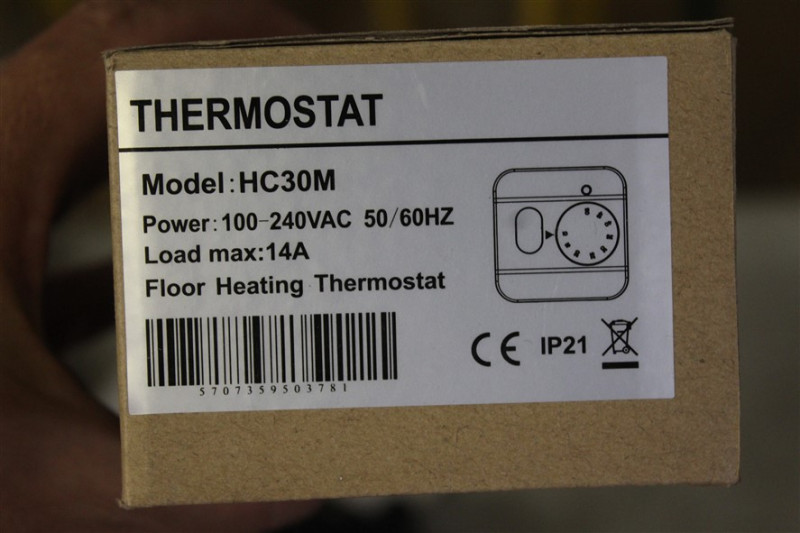 THERMOSTAT
Model:HC30M
Power:100-240VAC 50/60HZ
Load max:14A
Floor Heating Thermostat
5707359503781
CE IP21